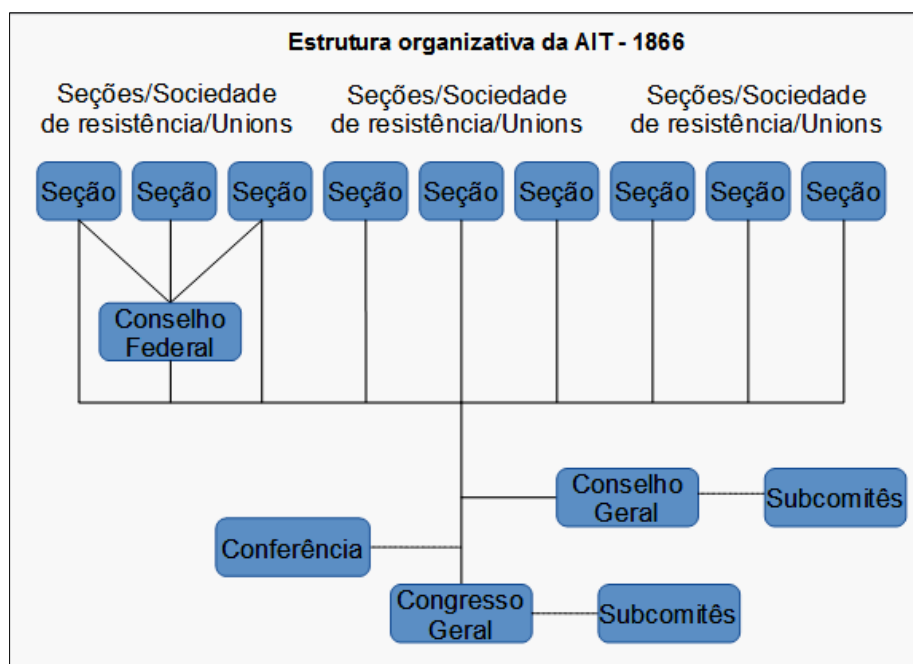 Estrutura organizativa da AIT - 1866
Seções/Sociedade
de resistência/Unions
Seções/Sociedade
de resistência/Unions
Seções/Sociedade
de resistência/Unions
Seção
Seção
Seção
Seção
Seção
Seção
Seção
Seção
Seção
Conselho
Federal
Conselho
Geral
Subcomitês
Conferência
Congresso
Geral
Subcomitês